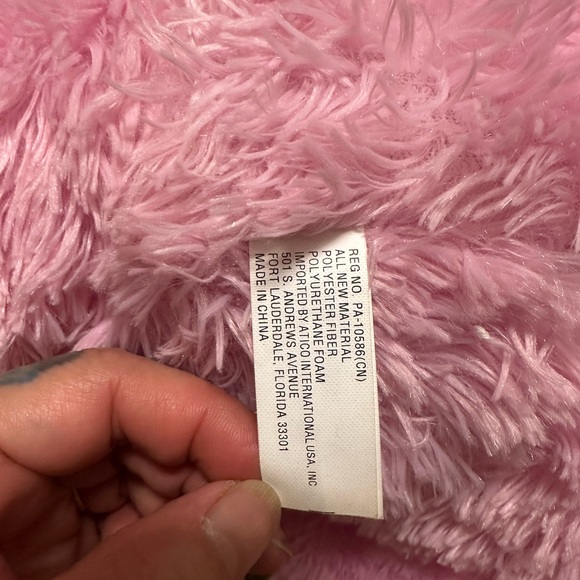 REG NO. PA-10586(CN)
ALL NEW MATERIAL
POLYESTER FIBER
POLYURETHANE FOAM
IMPORTED BY ATICO INTERNATIONAL USA, INC
501 S. ANDREWS AVENUE
FORT LAUDERDALE, FLORIDA 33301
MADE IN CHINA